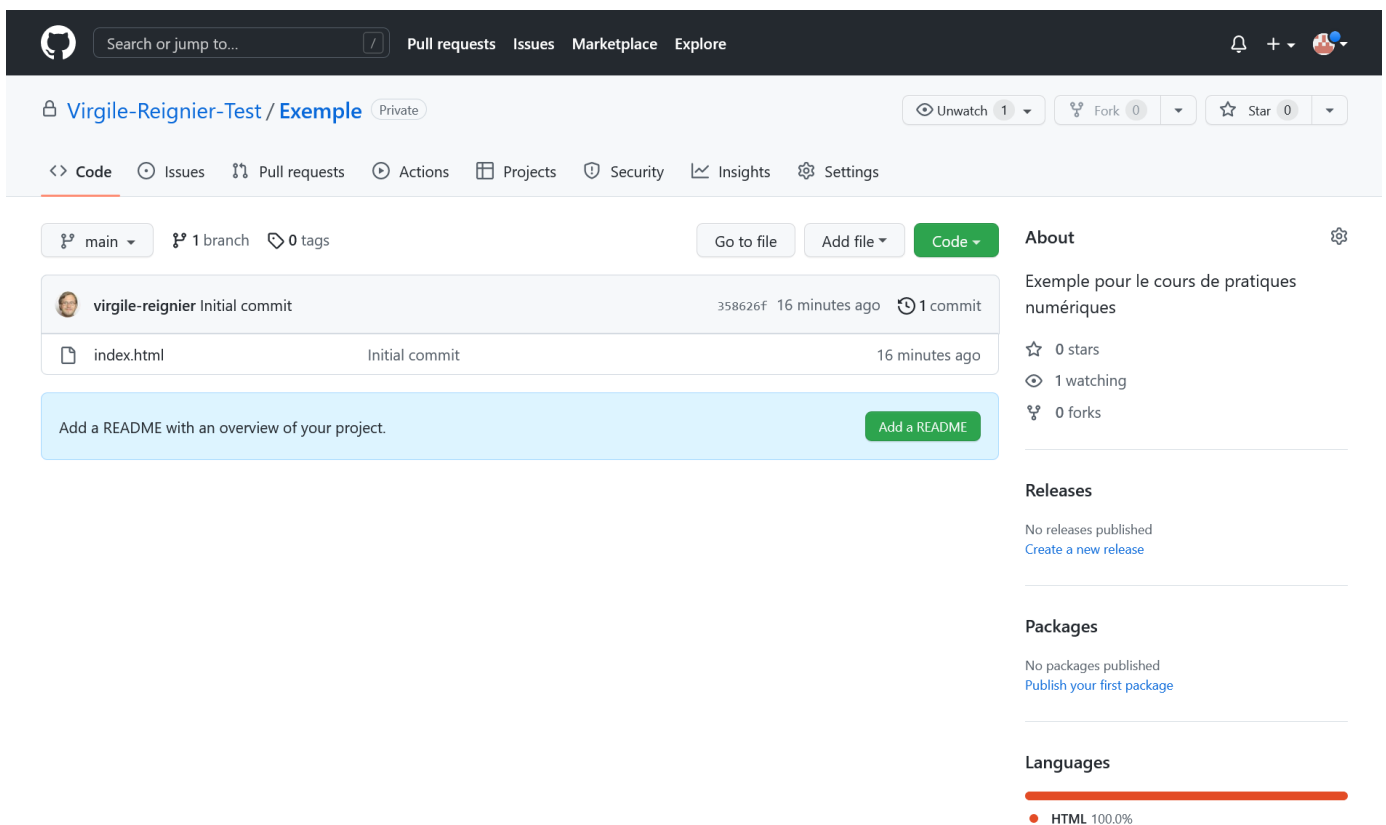 Search or jump to... / Pull requests Issues Marketplace Explore
Virgile-Reignier-Test / Exemple Private Unwatch 1 Fork 0 Star 0
Code Issues Pull requests Actions Projects Security Insights Settings
main 1 branch 0 tags Go to file Add file Code
virgile-reignier Initial commit 358626f 16 minutes ago 1 commit
index.html Initial commit 16 minutes ago
Add a README with an overview of your project. Add a README
About
Exemple pour le cours de pratiques
numériques
0 stars
1 watching
0 forks
Releases
No releases published
Create a new release
Packages
No packages published
Publish your first package
Languages
HTML 100.0%